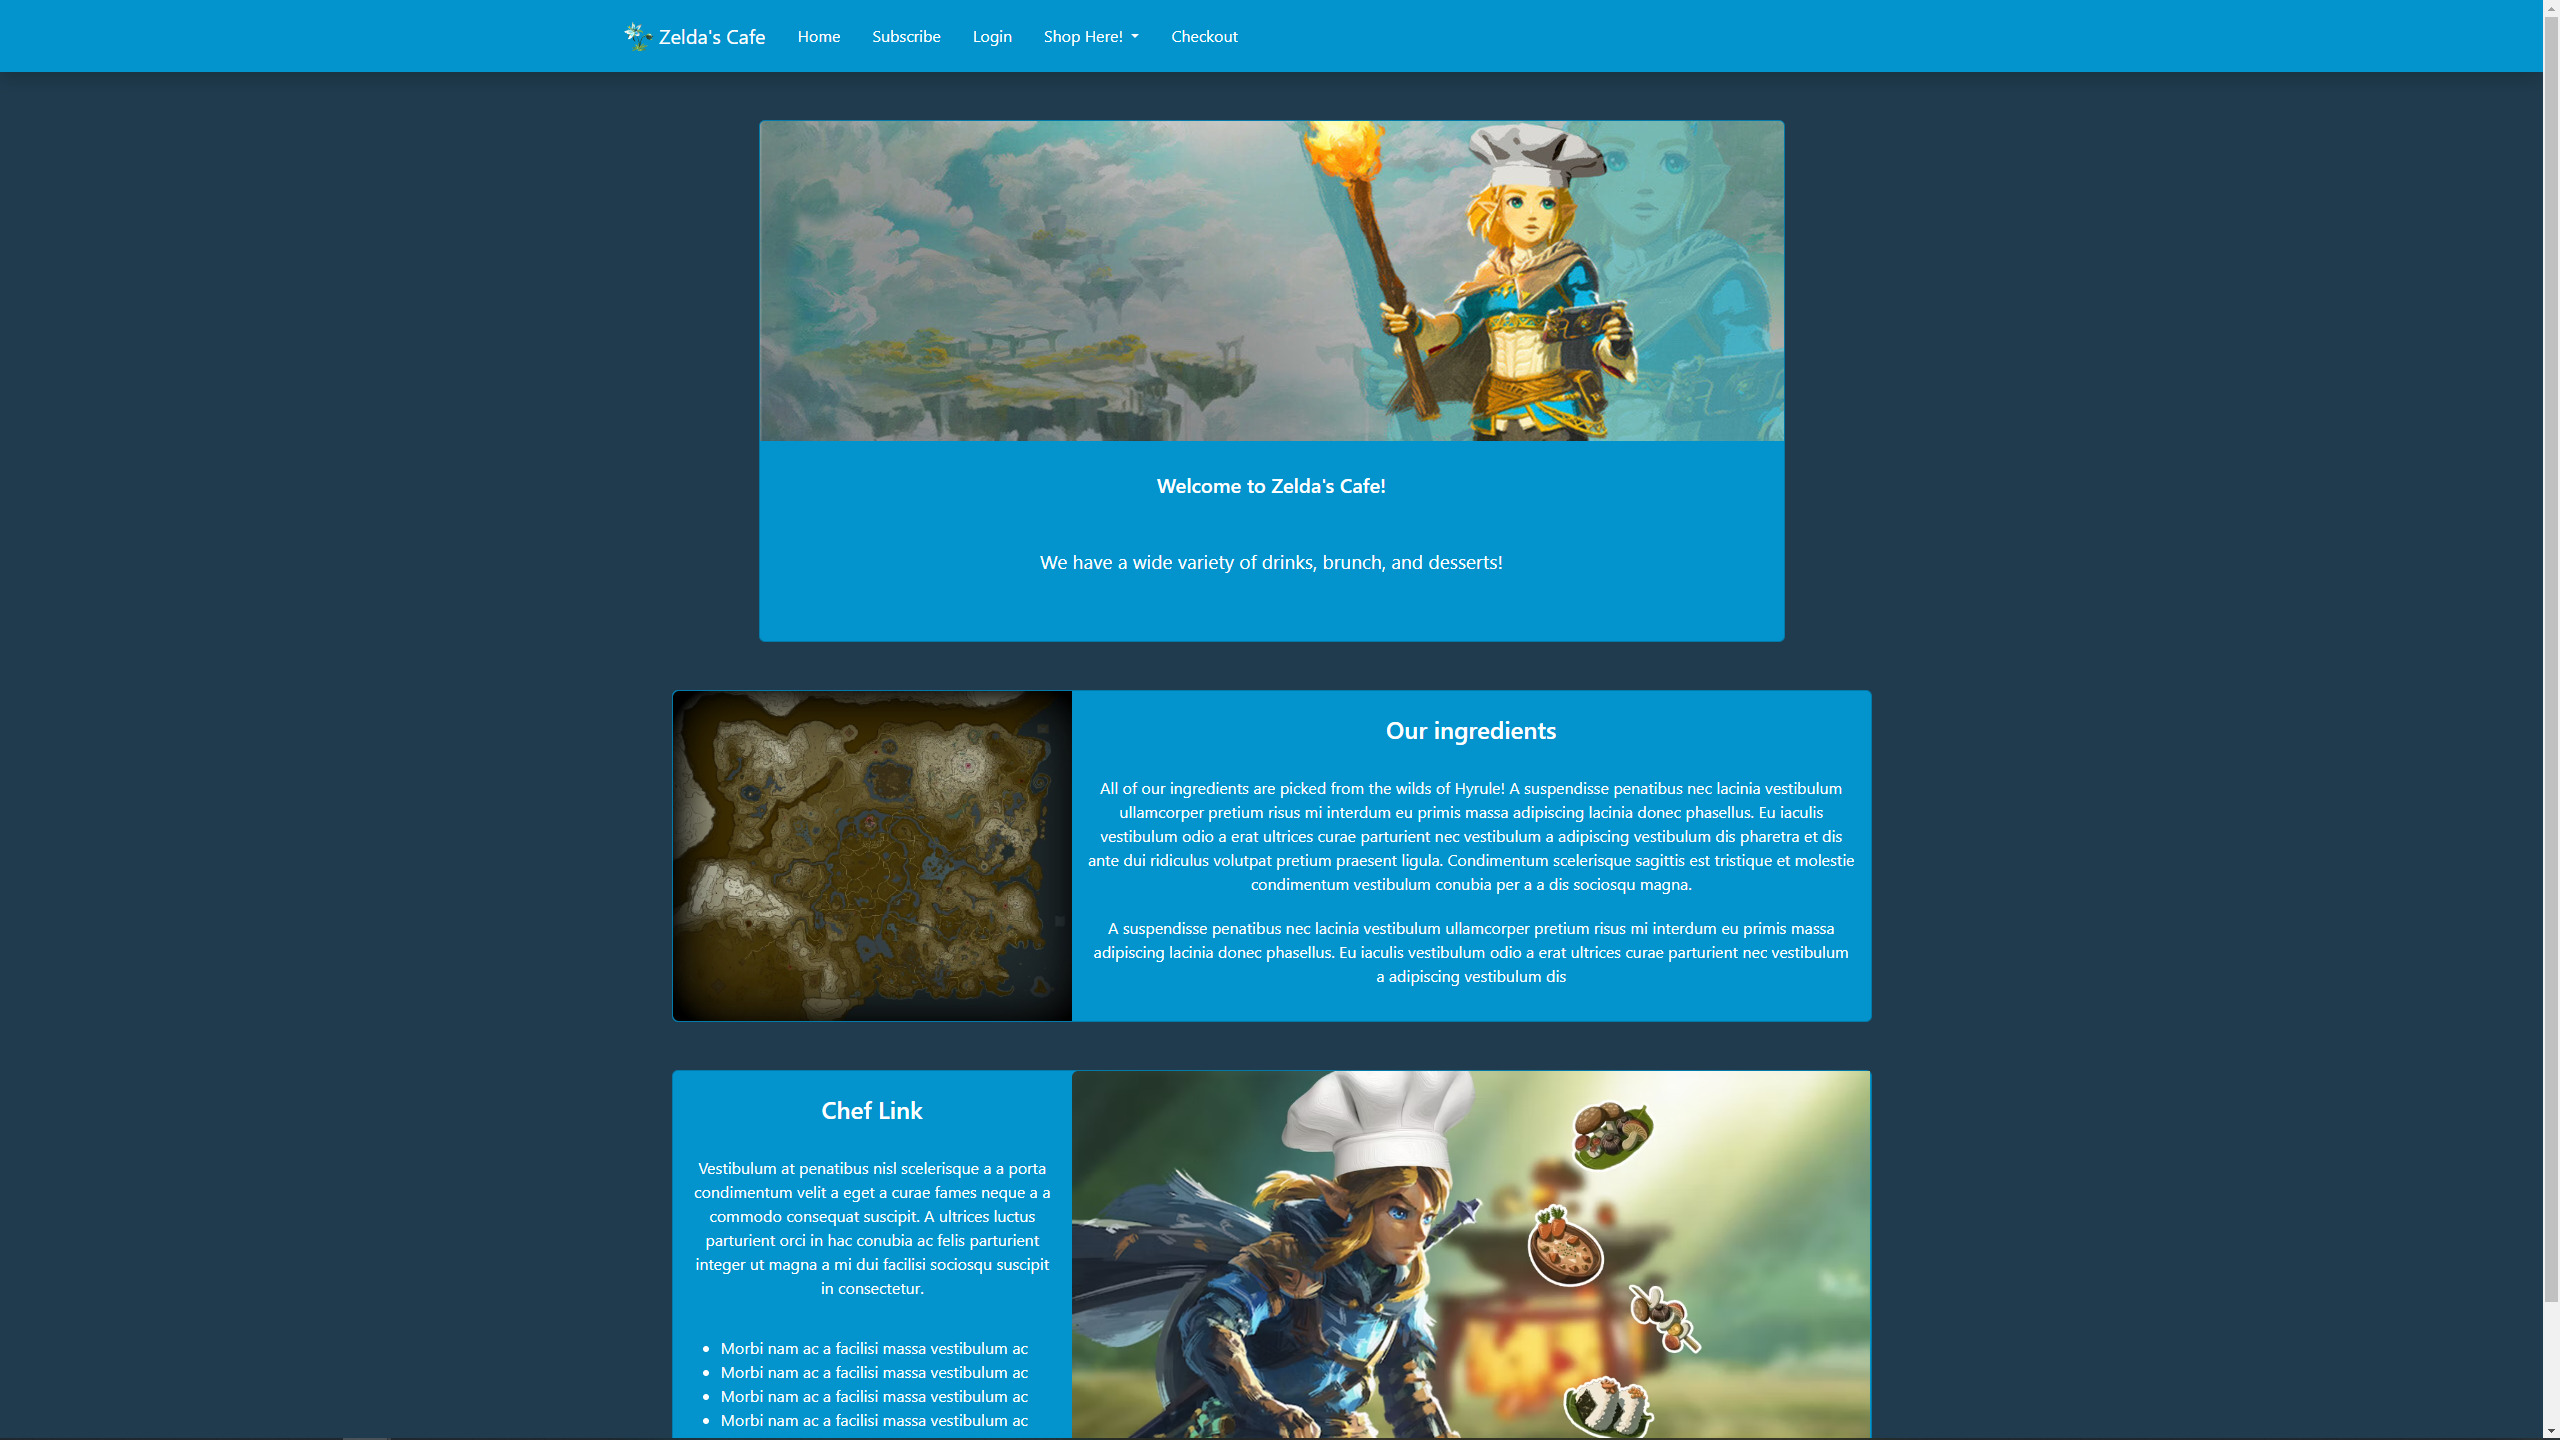 Zelda's Cafe Home Subscribe Login Shop Here! Checkout
Welcome to Zelda's Cafe!
We have a wide variety of drinks, brunch, and desserts!
Our ingredients
All of our ingredients are picked from the wilds of Hyrule! A suspendisse penatibus nec lacinia vestibulum
ullamcorper pretium risus mi interdum eu primis massa adipiscing lacinia donec phasellus. Eu iaculis
vestibulum odio a erat ultrices curae parturient nec vestibulum a adipiscing vestibulum dis pharetra et dis
ante dui ridiculus volutpat pretium praesent ligula. Condimentum scelerisque sagittis est tristique et molestie
condimentum vestibulum conubia per a a dis sociosqu magna.
A suspendisse penatibus nec lacinia vestibulum ullamcorper pretium risus mi interdum eu primis massa
adipiscing lacinia donec phasellus. Eu iaculis vestibulum odio a erat ultrices curae parturient nec vestibulum
a adipiscing vestibulum dis
Chef Link
Vestibulum at penatibus nisl scelerisque a a porta
condimentum velit a eget a curae fames neque a a
commodo consequat suscipit. A ultrices luctus
parturient orci in hac conubia ac felis parturient
integer ut magna a mi dui facilisi sociosqu suscipit
in consectetur.
• Morbi nam ac a facilisi massa vestibulum ac
• Morbi nam ac a facilisi massa vestibulum ac
• Morbi nam ac a facilisi massa vestibulum ac
• Morbi nam ac a facilisi massa vestibulum ac